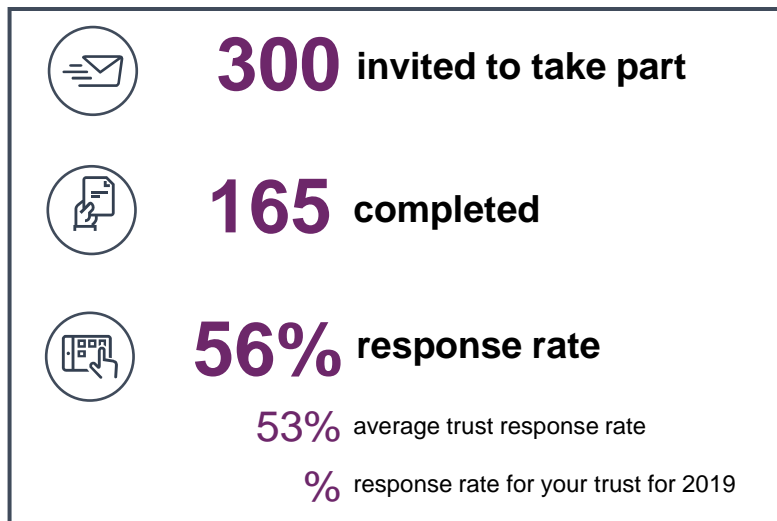 300 invited to take part
165 completed
56% response rate
53% average trust response rate
% response rate for your trust for 2019